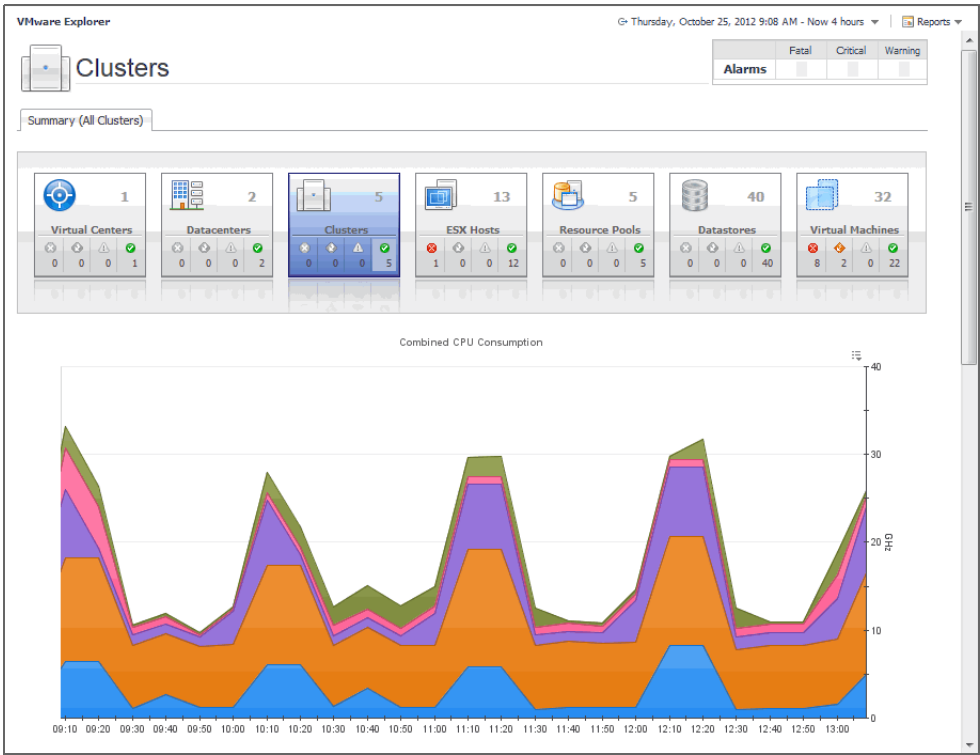 VMware Explorer
Thursday, October 25, 2012 9:08 AM - Now 4 hours
Reports
Clusters
Fatal Critical Warning
Alarms
Summary (All Clusters)
1 2 5 13 5 40 32
Virtual Centers Datacenters Clusters ESX Hosts Resource Pools Datastores Virtual Machines
0 0 0 1 0 0 0 2 0 0 0 5 1 0 0 12 0 0 0 5 0 0 0 40 8 2 0 22
Combined CPU Consumption
40
30
20
GHz
10
0
09:10 09:20 09:30 09:40 09:50 10:00 10:10 10:20 10:30 10:40 10:50 11:00 11:10 11:20 11:30 11:40 11:50 12:00 12:10 12:20 12:30 12:40 12:50 13:00